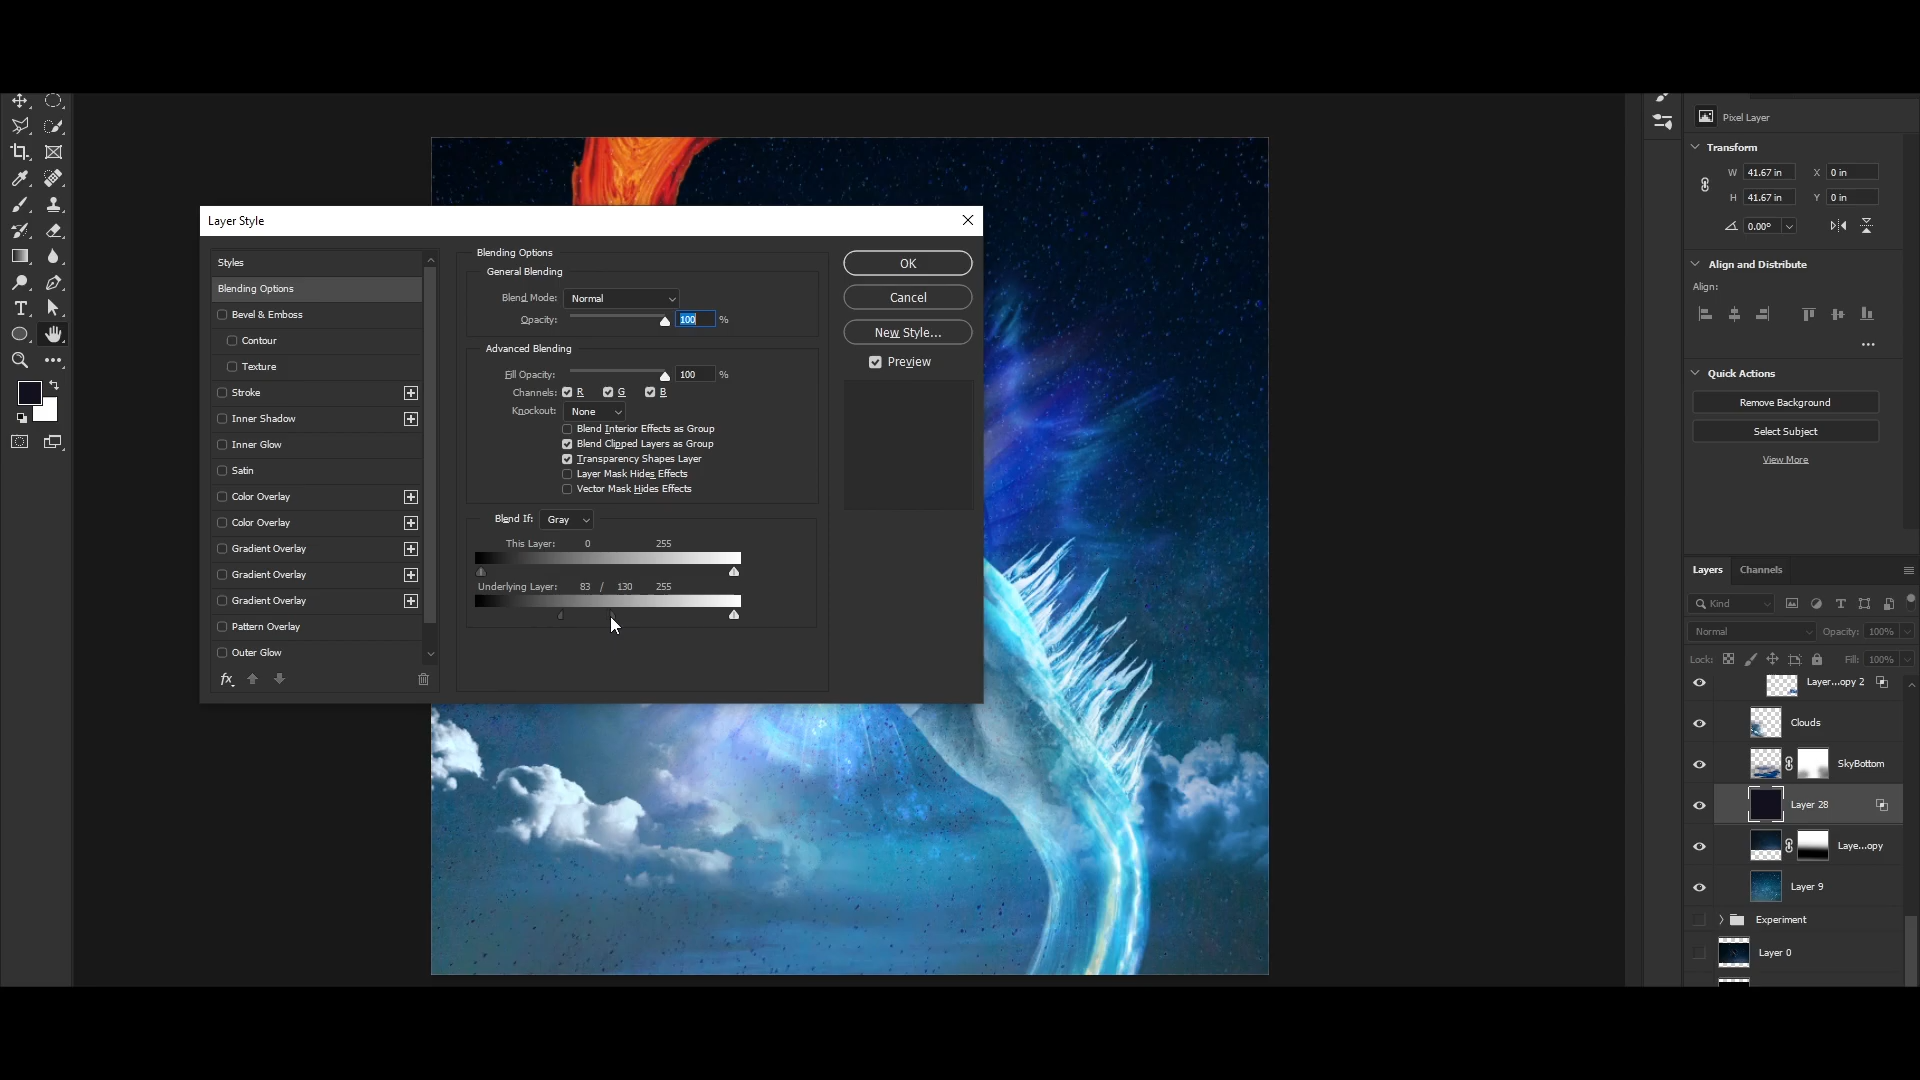 Layer Style
Styles
Blending Options
Bevel & Emboss
Contour
Texture
Stroke
Inner Shadow
Inner Glow
Satin
Color Overlay
Color Overlay
Gradient Overlay
Gradient Overlay
Gradient Overlay
Pattern Overlay
Outer Glow
fx
Blending Options
General Blending
Blend Mode: Normal
Opacity: 100 %
Advanced Blending
Fill Opacity: 100 %
Channels: R G B
Knockout: None
Blend Interior Effects as Group
Blend Clipped Layers as Group
Transparency Shapes Layer
Layer Mask Hides Effects
Vector Mask Hides Effects
Blend If: Gray
This Layer: 0 255
Underlying Layer: 83 / 130 255
OK
Cancel
New Style...
Preview
Pixel Layer
Transform
W 41.67 in X 0 in
H 41.67 in Y 0 in
0.00°
Align and Distribute
Align:
Quick Actions
Remove Background
Select Subject
View More
Layers Channels
Kind
Normal Opacity: 100%
Lock: Fill: 100%
Layer...opy 2
Clouds
SkyBottom
Layer 28
Laye...opy
Layer 9
Experiment
Layer 0